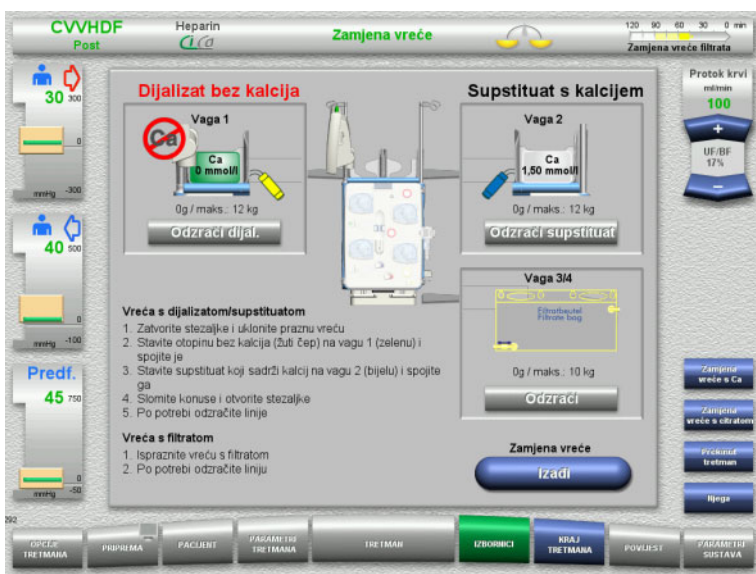 CVVHDF
Post
Heparin
Cica
Zamjena vreće
120 90 60 30 0 min
Zamjena vreće filtrata
30
300
0
mmHg -300
40
500
0
mmHg -100
Predf.
45
750
0
mmHg -50
Dijalizat bez kalcija
Vaga 1
Ca
Ca
0 mmol/l
0g / maks.: 12 kg
Odzrači dijal.
Supstituat s kalcijem
Vaga 2
Ca
1,50 mmol/l
0g / maks.: 12 kg
Odzrači supstituat
Vaga 3/4
Filtratbeutel
Filtrate bag
0g / maks.: 10 kg
Odzrači
Vreća s dijalizatom/supstituatom
1. Zatvorite stezaljke i uklonite praznu vreću
2. Stavite otopinu bez kalcija (žuti čep) na vagu 1 (zelenu) i
spojite je
3. Stavite supstituat koji sadrži kalcij na vagu 2 (bijelu) i spojite
ga
4. Slomite konuse i otvorite stezaljke
5. Po potrebi odzračite linije
Vreća s filtratom
1. Ispraznite vreću s filtratom
2. Po potrebi odzračite liniju
Zamjena vreće
Izađi
Protok krvi
ml/min
100
+
UF/BF
17%
–
Zamjena
vreće s Ca
Zamjena
vreće s citratom
Prekinut
tretman
Njega
292
OPCIJE
TRETMANA
PRIPREMA
PACIJENT
PARAMETRI
TRETMANA
TRETMAN
IZBORNICI
KRAJ
TRETMANA
POVIJEST
PARAMETRI
SUSTAVA